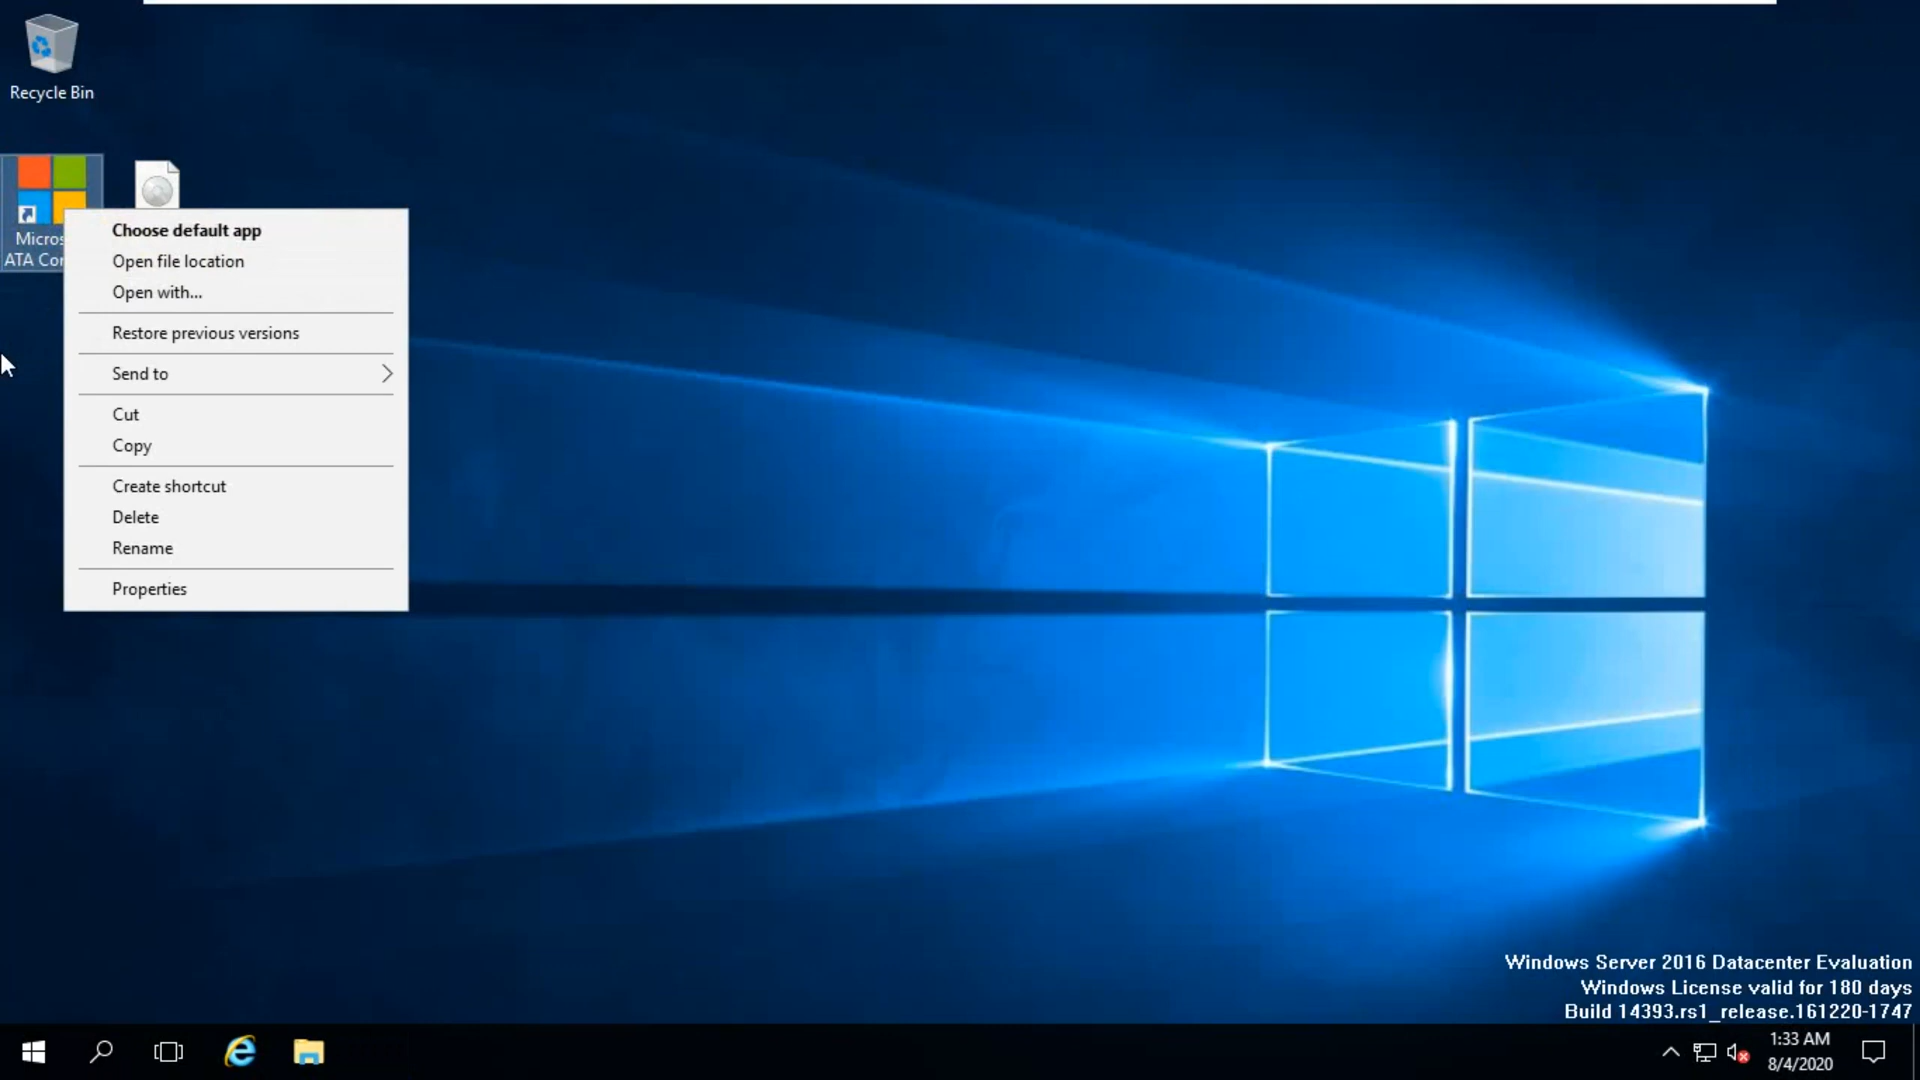 Recycle Bin
Micros
ATA Cor
Choose default app
Open file location
Open with...
Restore previous versions
Send to
Cut
Copy
Create shortcut
Delete
Rename
Properties
Windows Server 2016 Datacenter Evaluation
Windows License valid for 180 days
Build 14393.rs1_release.161220-1747
1:33 AM
8/4/2020